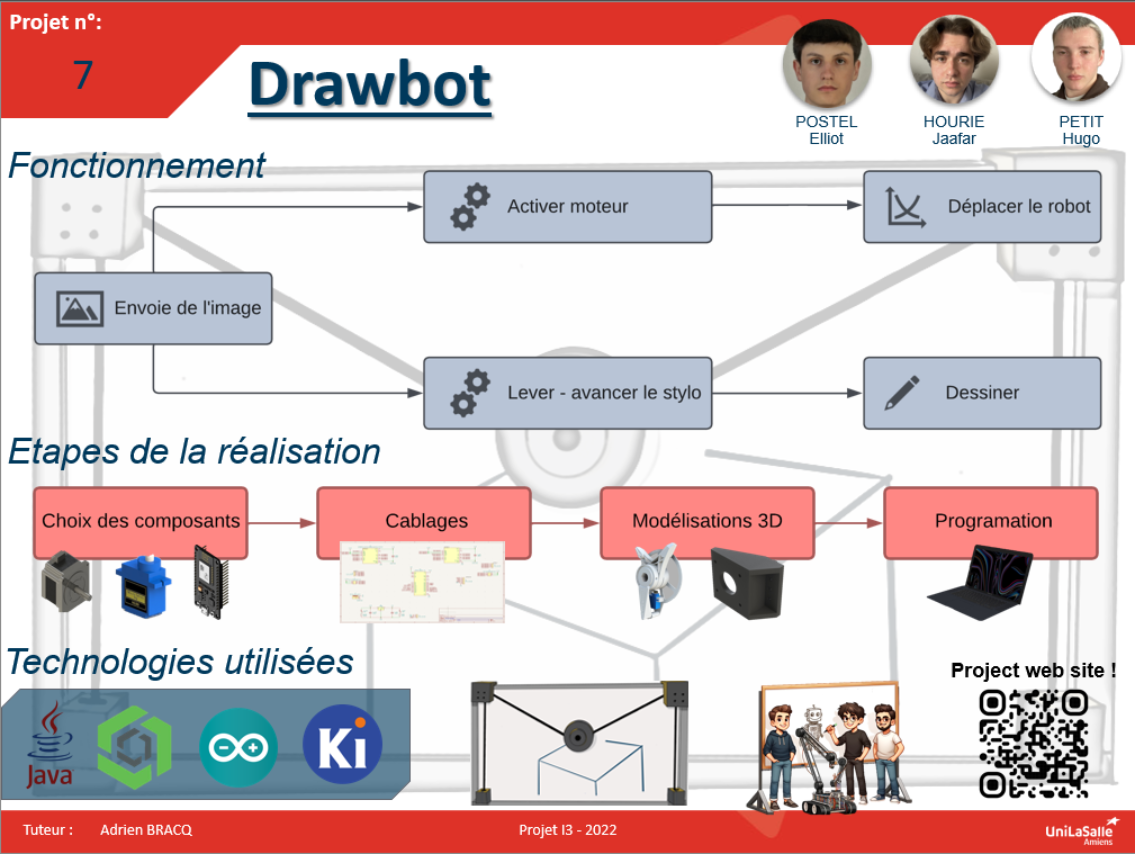 Projet n°:
7
Drawbot
POSTEL
Elliot
HOURIE
Jaafar
PETIT
Hugo
Fonctionnement
Activer moteur
Déplacer le robot
Envoie de l'image
Lever - avancer le stylo
Dessiner
Etapes de la réalisation
Choix des composants
Cablages
Modélisations 3D
Programation
Technologies utilisées
Project web site !
Java
Ki
Tuteur :
Adrien BRACQ
Projet I3 - 2022
UniLaSalle
Amiens